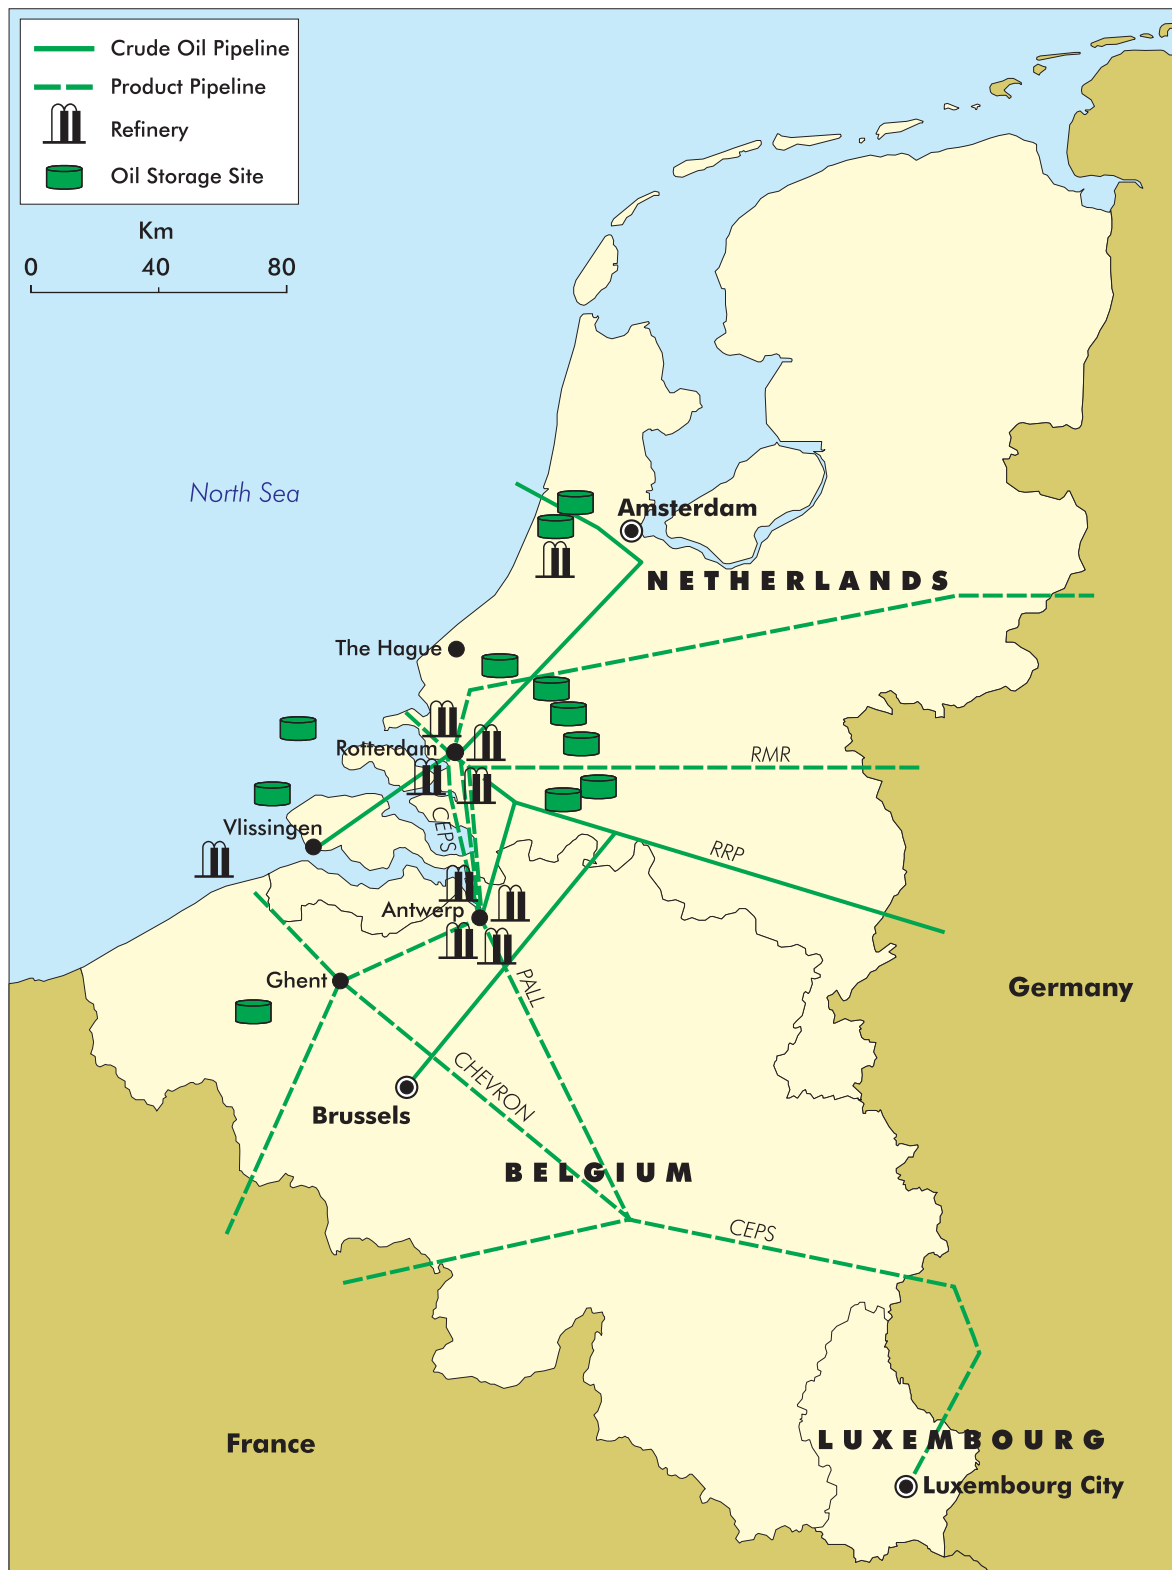 Crude Oil Pipeline
Product Pipeline
Refinery
Oil Storage Site
Km
0 40 80
North Sea
Amsterdam
NETHERLANDS
The Hague
Rotterdam
RMR
CEPS
Vlissingen
RRP
Antwerp
Ghent
PALL
Germany
CHEVRON
Brussels
BELGIUM
CEPS
France
LUXEMBOURG
Luxembourg City